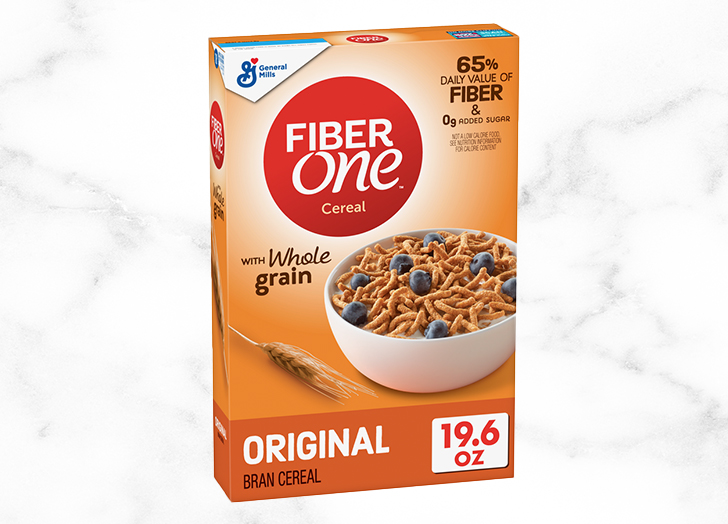 General
Mills
65%
DAILY VALUE OF
FIBER
&
0g ADDED SUGAR
NOT A LOW CALORIE FOOD.
SEE NUTRITION INFORMATION
FOR CALORIE CONTENT
FIBER
One™
Cereal
WITH Whole
grain
ORIGINAL
BRAN CEREAL
19.6
OZ